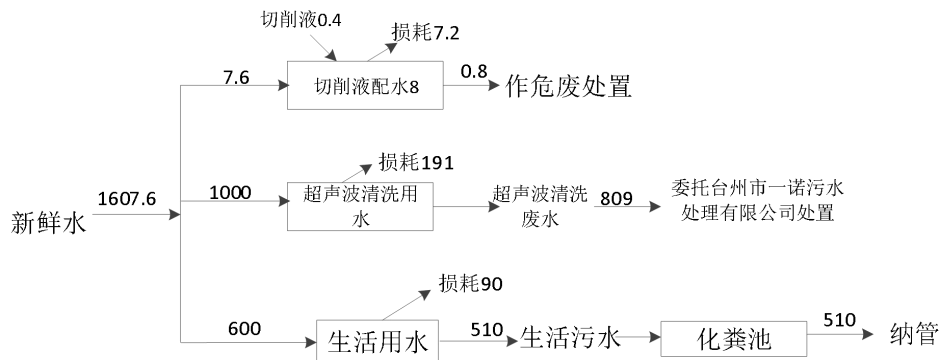 切削液0.4
损耗7.2
7.6
切削液配水8
0.8
作危废处置
损耗191
1607.6
新鲜水
1000
超声波清洗用
水
超声波清洗
废水
809
委托台州市一诺污水
处理有限公司处置
损耗90
600
生活用水
510
生活污水
化粪池
510
纳管